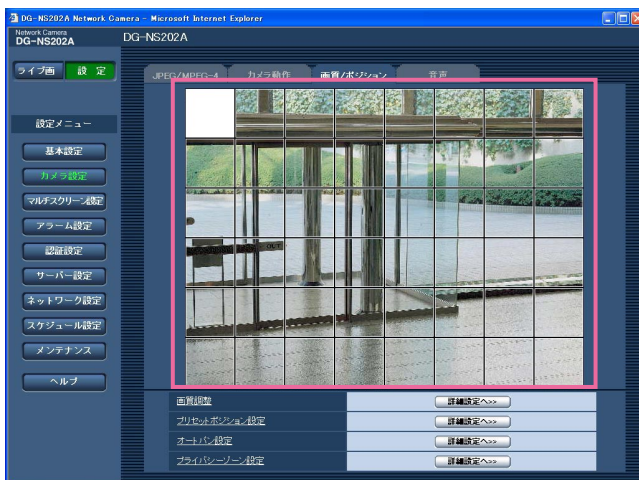 DG-NS202A Network Camera - Microsoft Internet Explorer
Network Camera
DG-NS202A
DG-NS202A
ライブ画
設 定
JPEG/MPEG-4
カメラ動作
画質/ポジション
音声
設定メニュー
基本設定
カメラ設定
マルチスクリーン設定
アラーム設定
認証設定
サーバー設定
ネットワーク設定
スケジュール設定
メンテナンス
ヘルプ
OUT
画質調整
詳細設定へ>>
プリセットポジション設定
詳細設定へ>>
オートパン設定
詳細設定へ>>
プライバシーゾーン設定
詳細設定へ>>